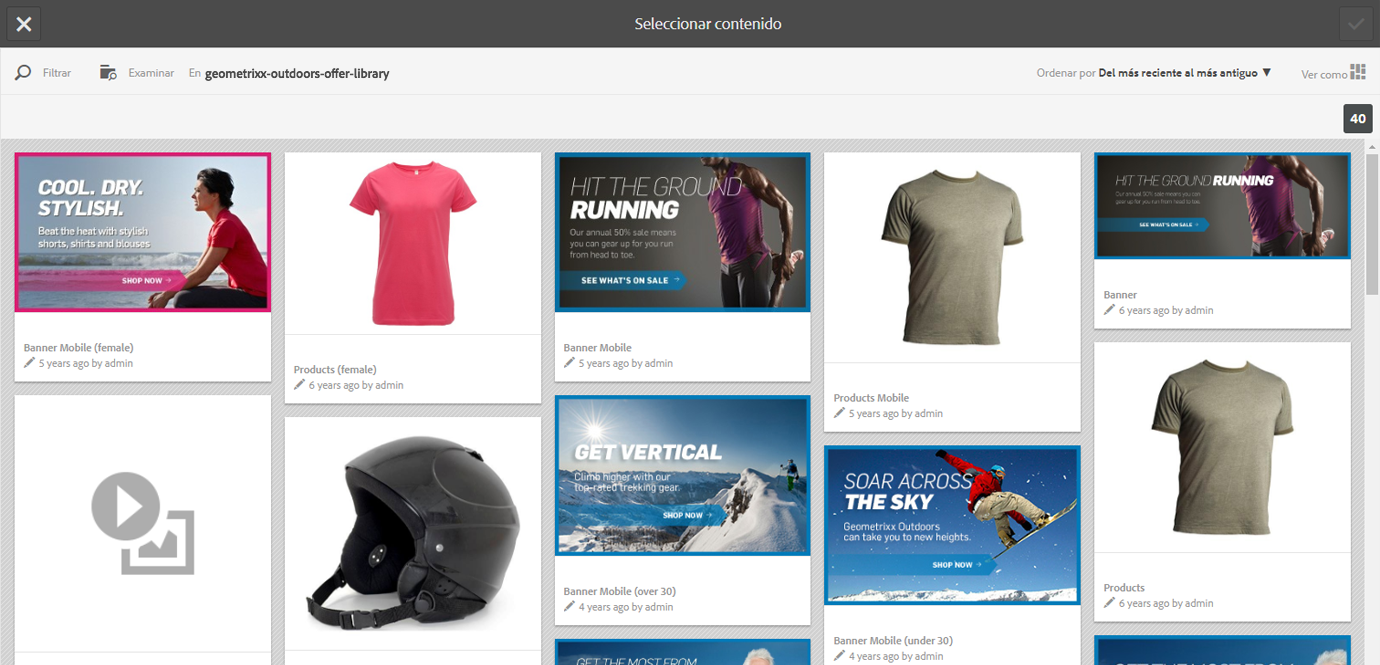 Seleccionar contenido
Filtrar
Examinar
En geometrixx-outdoors-offer-library
Ordenar por Del más reciente al más antiguo ▼
Ver como
40
COOL. DRY.
STYLISH.
Beat the heat with stylish
shorts, shirts and blouses
SHOP NOW →
Banner Mobile (female)
5 years ago by admin
Products (female)
6 years ago by admin
HIT THE GROUND
RUNNING
Our annual 50% sale means
you can gear up for you run
from head to toe.
SEE WHAT'S ON SALE →
Banner Mobile
5 years ago by admin
GET VERTICAL
Climb higher with our
top-rated trekking gear.
SHOP NOW →
Banner Mobile (over 30)
4 years ago by admin
GET THE MOST FROM
Products Mobile
5 years ago by admin
SOAR ACROSS
THE SKY
Geometrixx Outdoors
can take you to new heights.
SHOP NOW →
Banner Mobile (under 30)
4 years ago by admin
HIT THE GROUND RUNNING
Our annual 50% sale means you can
gear up for you run from head to toe.
SEE WHAT'S ON SALE →
Banner
6 years ago by admin
Products
6 years ago by admin